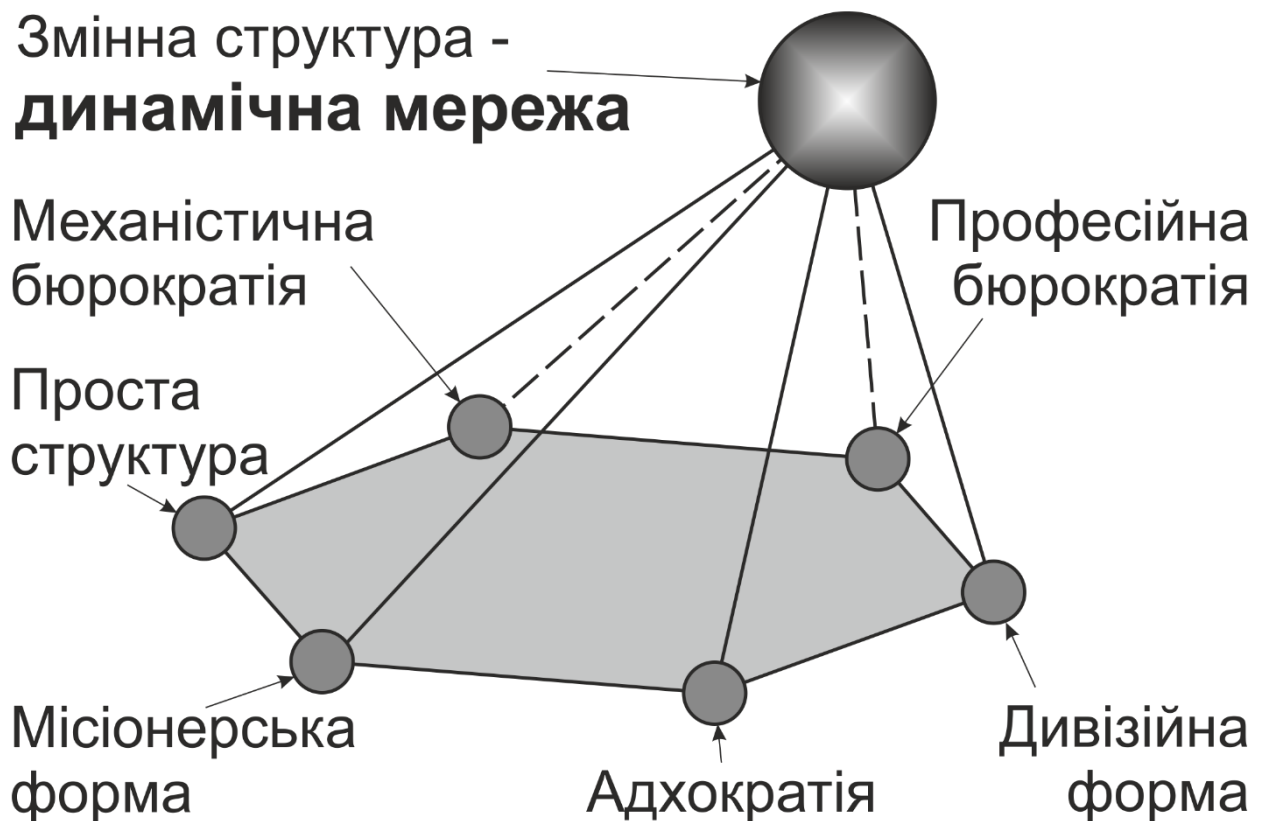 Змінна структура -
динамічна мережа
Механістична
бюрократія
Професійна
бюрократія
Проста
структура
Місіонерська
форма
Адхократія
Дивізійна
форма